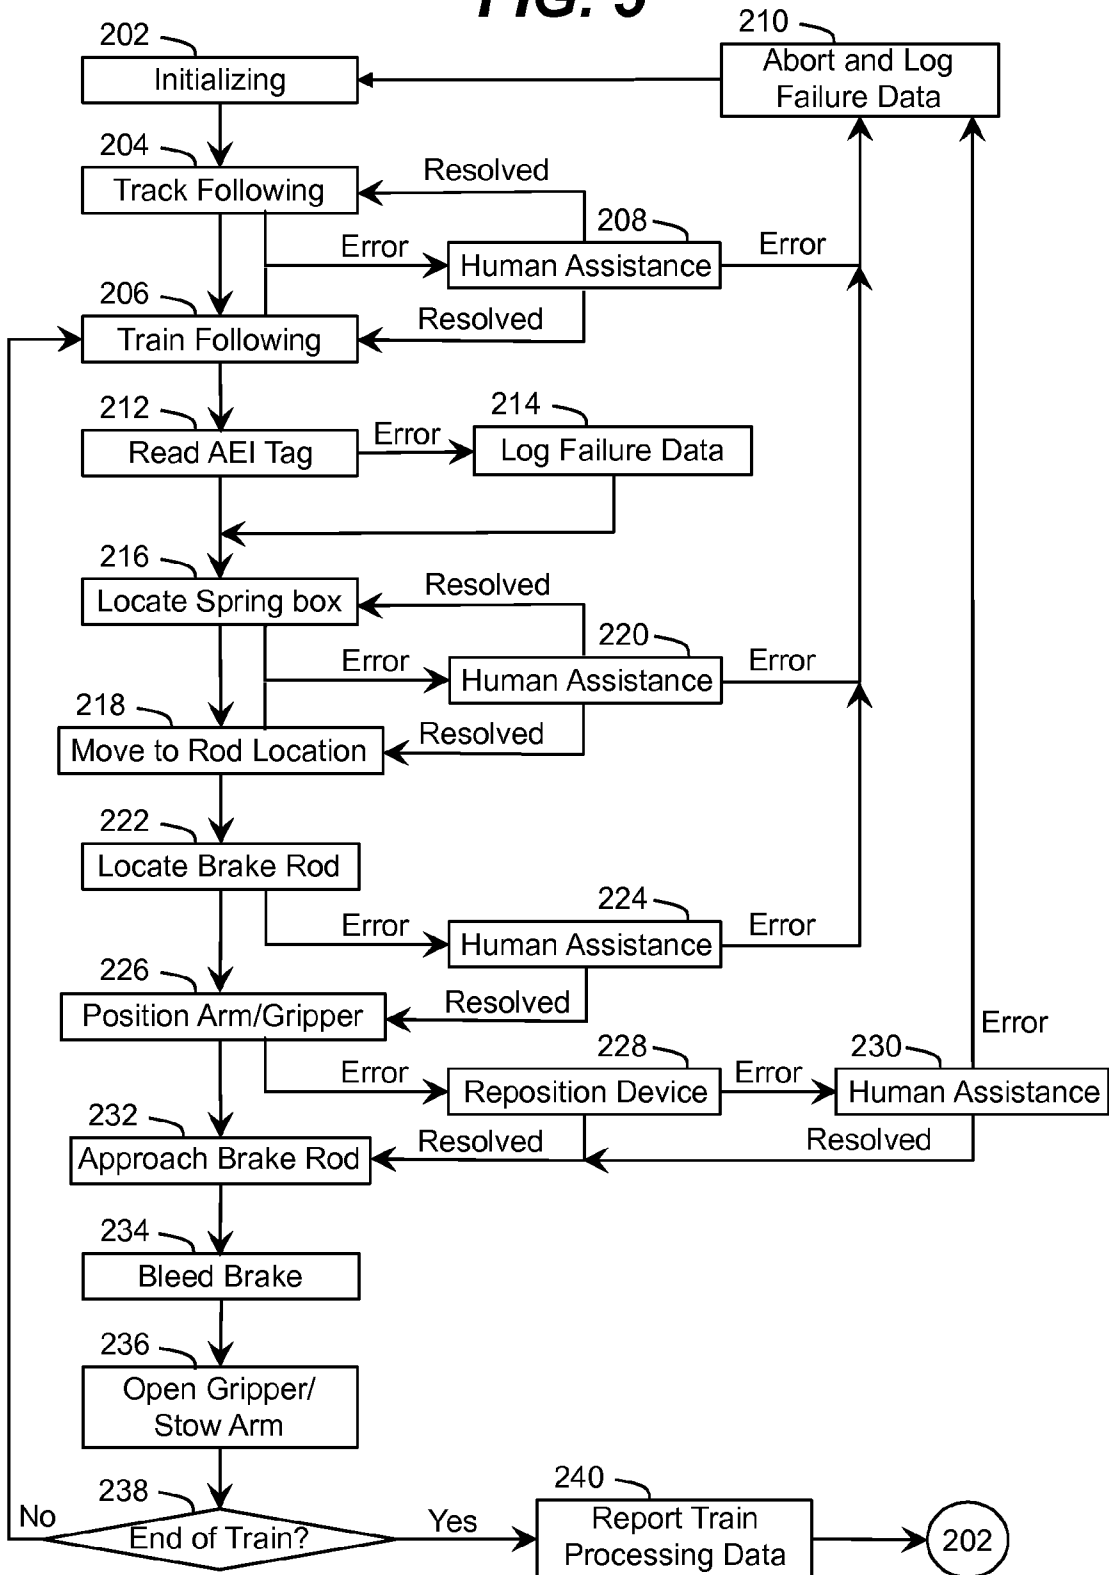 FIG. 5
210
202
Abort and Log
Failure Data
Initializing
204
Resolved
Track Following
208
Error
Human Assistance
Error
206
Resolved
Train Following
214
212
Error
Log Failure Data
Read AEI Tag
216
Resolved
Locate Spring box
220
Error
Human Assistance
Error
218
Resolved
Move to Rod Location
222
Locate Brake Rod
224
Error
Human Assistance
Error
226
Resolved
Position Arm/Gripper
Error
228
230
Error
Reposition Device
Error
Human Assistance
232
Resolved
Resolved
Approach Brake Rod
234
Bleed Brake
236
Open Gripper/
Stow Arm
240
238
No
End of Train?
Yes
Report Train
Processing Data
202